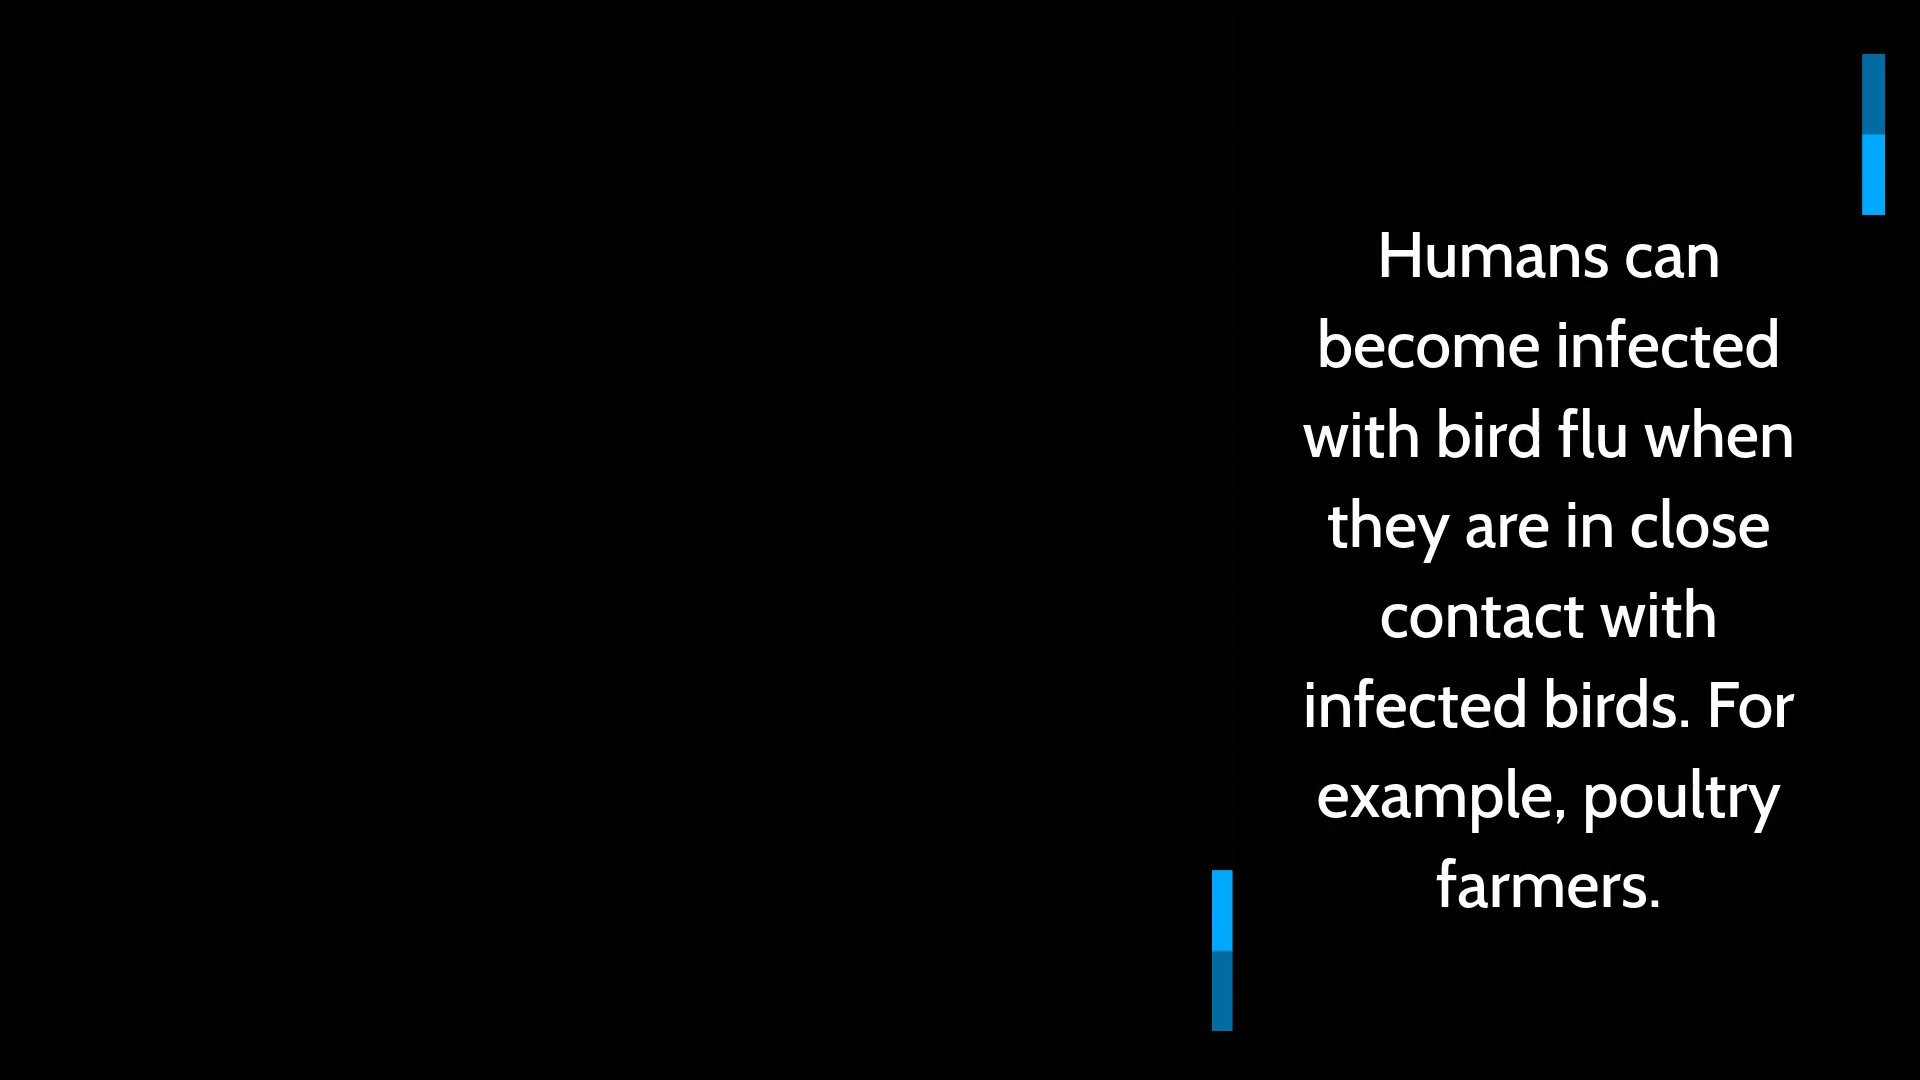 Humans can
become infected
with bird flu when
they are in close
contact with
infected birds. For
example, poultry
farmers.